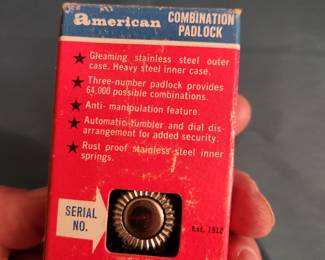 american COMBINATION
PADLOCK
★ Gleaming stainless steel outer
case. Heavy steel inner case.
★ Three-number padlock provides
64,000 possible combinations.
★ Anti-manipulation feature.
★ Automatic tumbler and dial dis-
arrangement for added security.
★ Rust proof stainless steel inner
springs.
SERIAL
NO.
Est. 1912